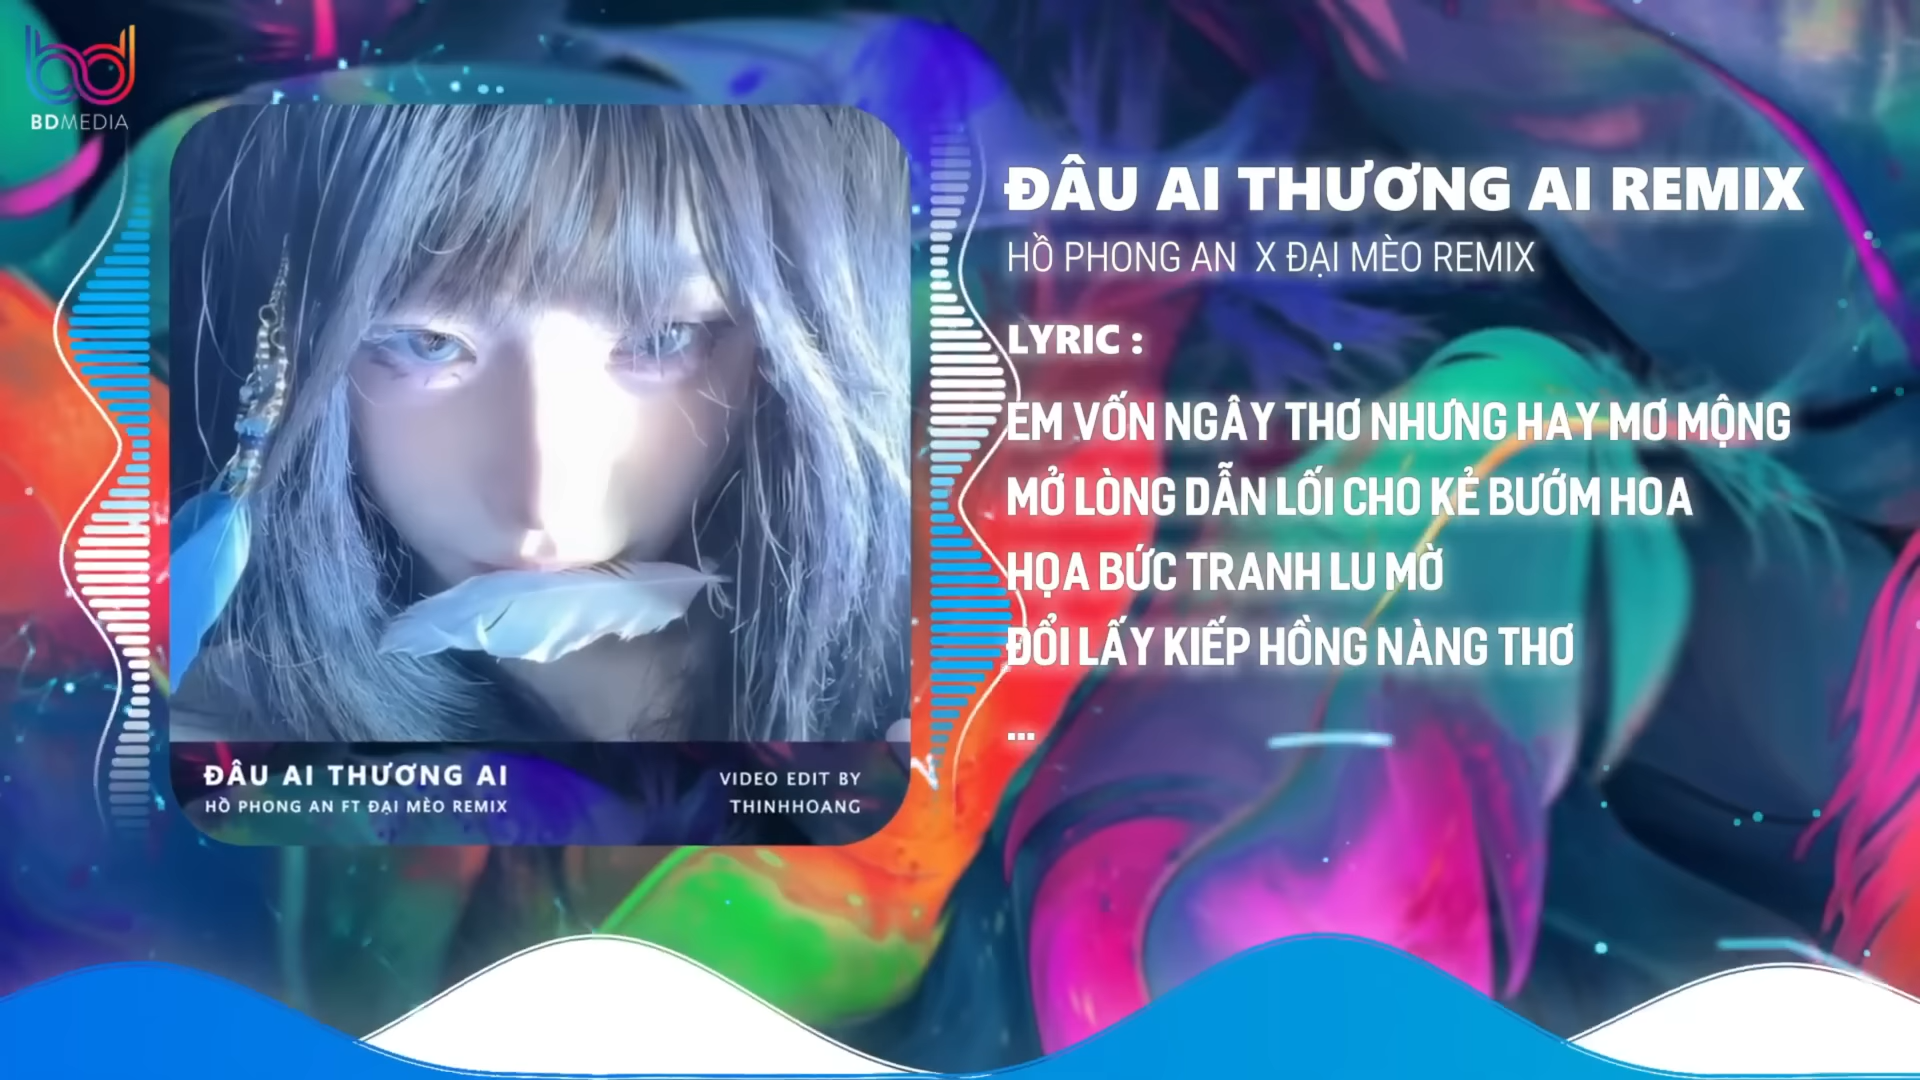 BDMEDIA
ĐÂU AI THƯƠNG AI REMIX
HỒ PHONG AN X ĐẠI MÈO REMIX
LYRIC :
EM VỐN NGÂY THƠ NHƯNG HAY MƠ MỘNG
MỞ LÒNG DẪN LỐI CHO KẺ BƯỚM HOA
HỌA BỨC TRANH LU MỜ
ĐỔI LẤY KIẾP HỒNG NÀNG THƠ
...
ĐÂU AI THƯƠNG AI
HỒ PHONG AN FT ĐẠI MÈO REMIX
VIDEO EDIT BY
THINHHOANG